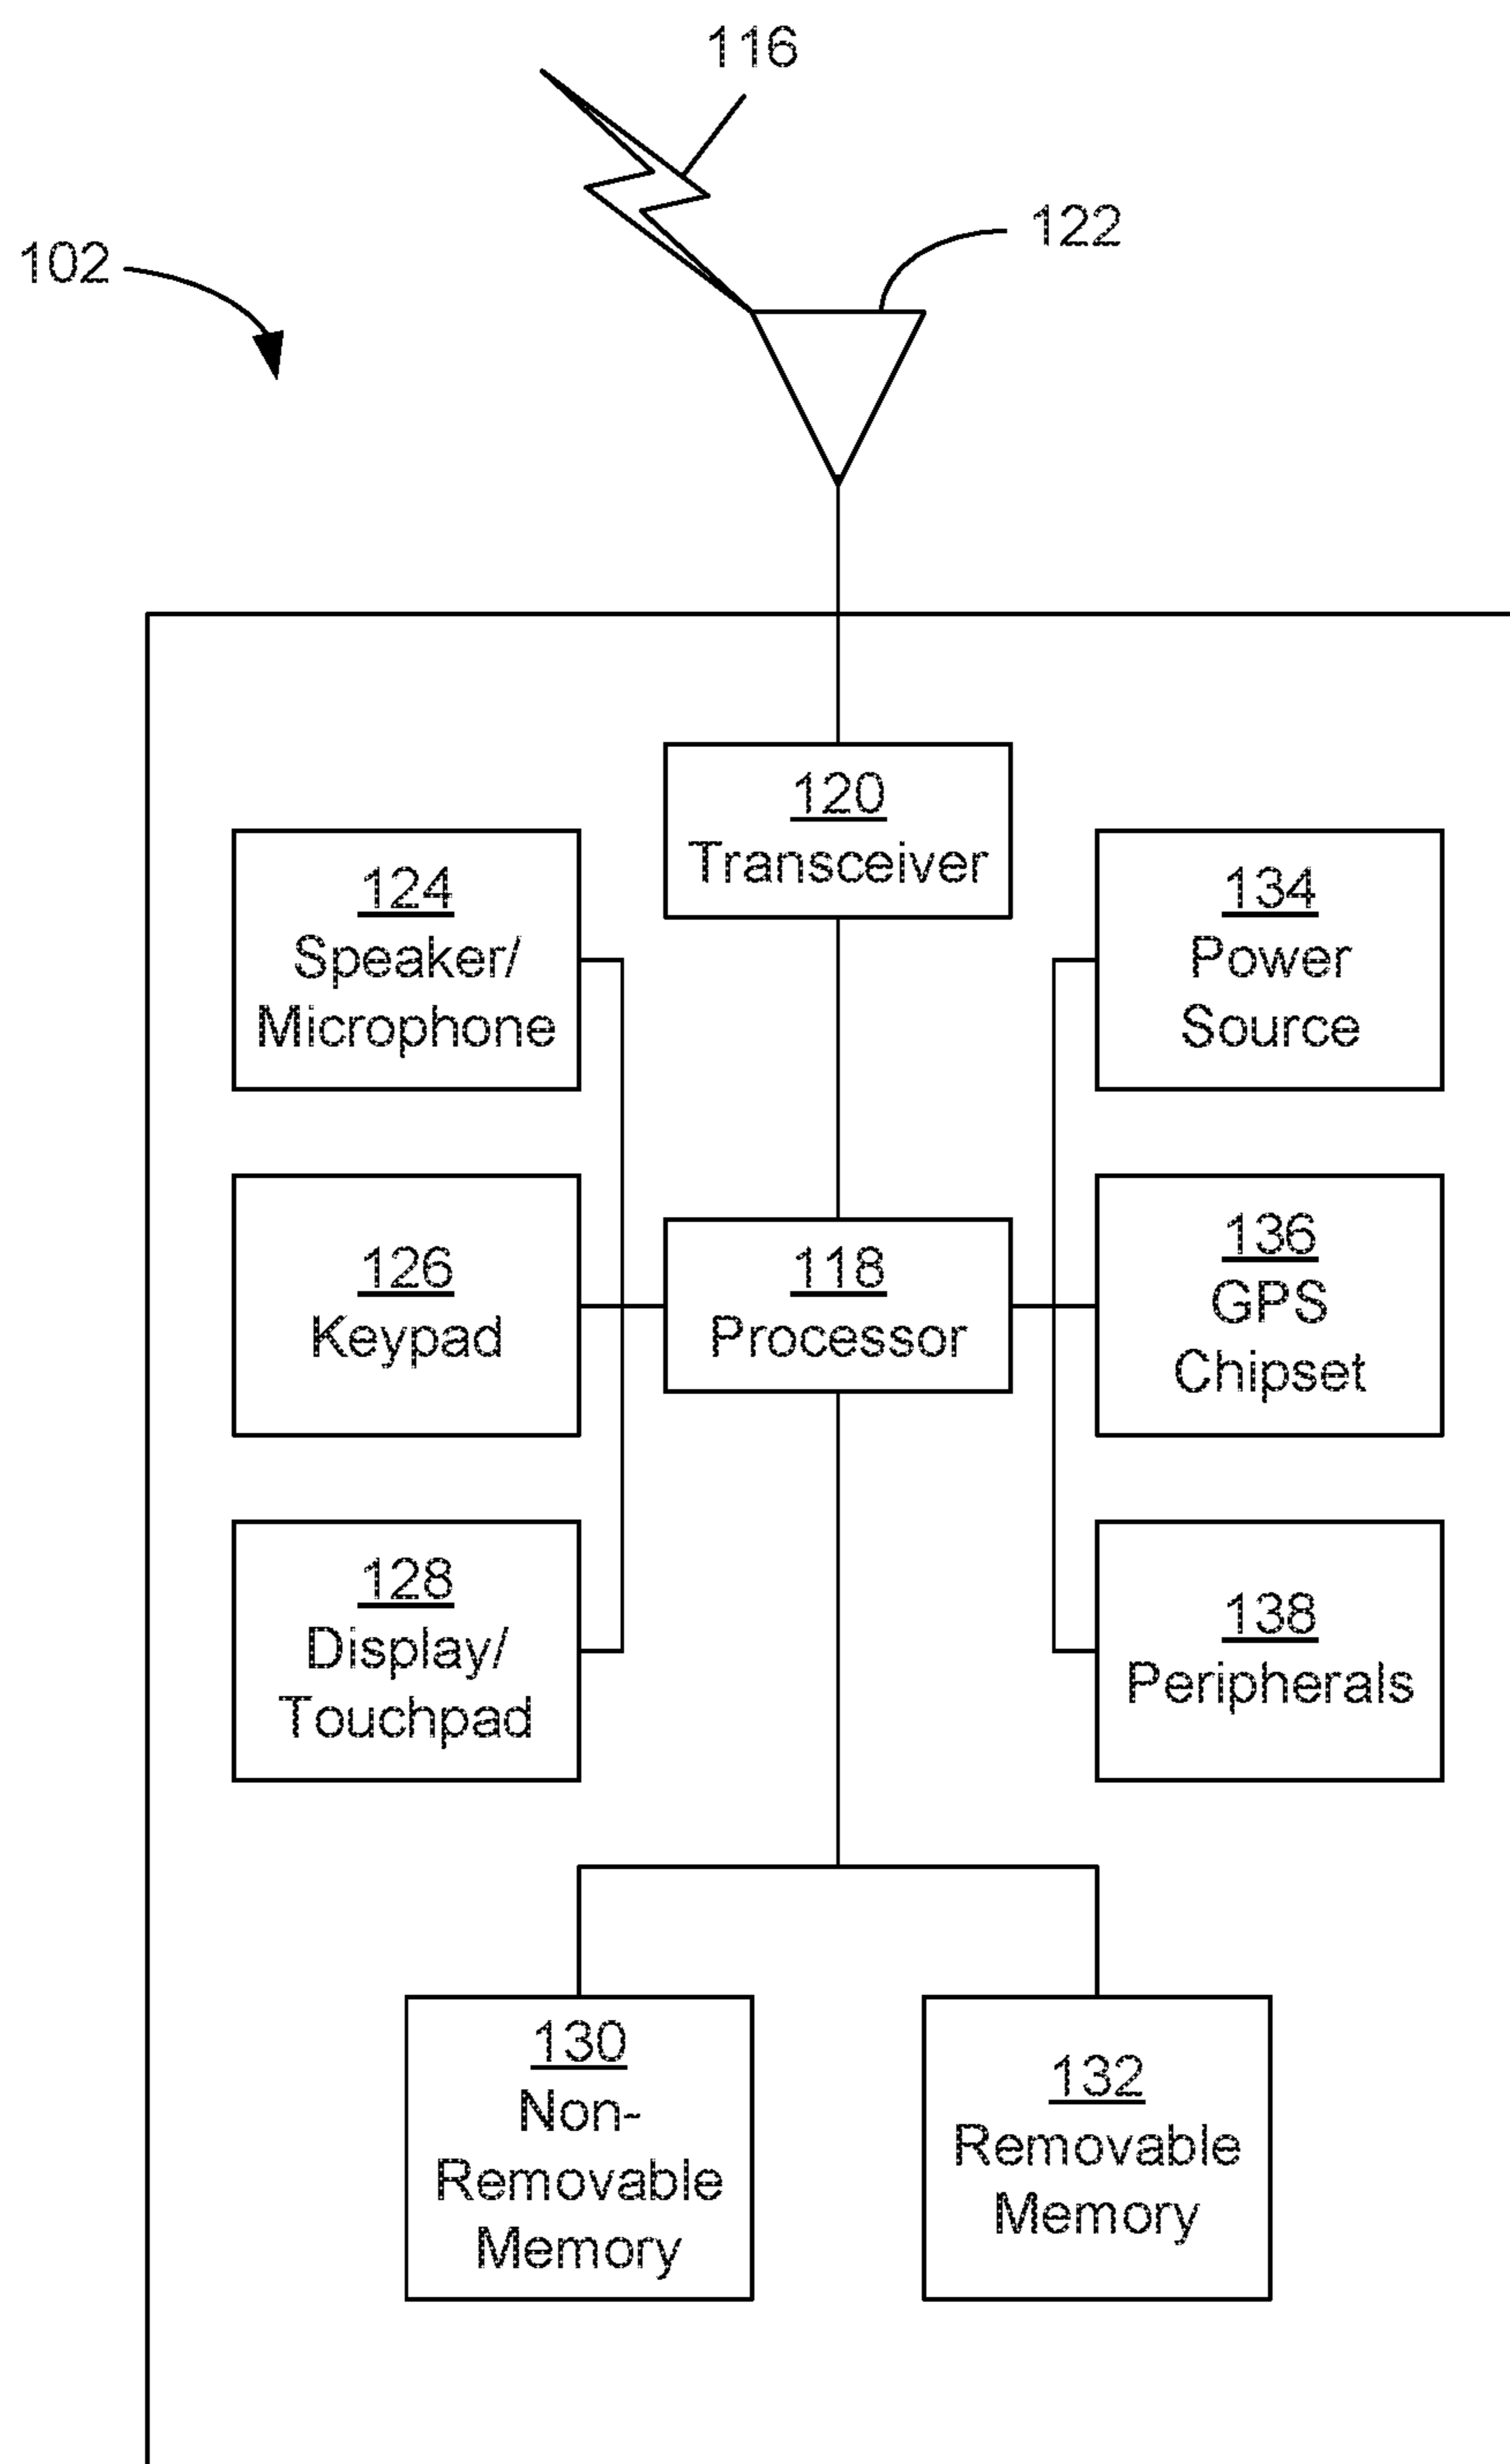 116
122
102
120
Transceiver
124
Speaker/
Microphone
134
Power
Source
126
Keypad
118
Processor
136
GPS
Chipset
128
Display/
Touchpad
138
Peripherals
130
Non-
Removable
Memory
132
Removable
Memory